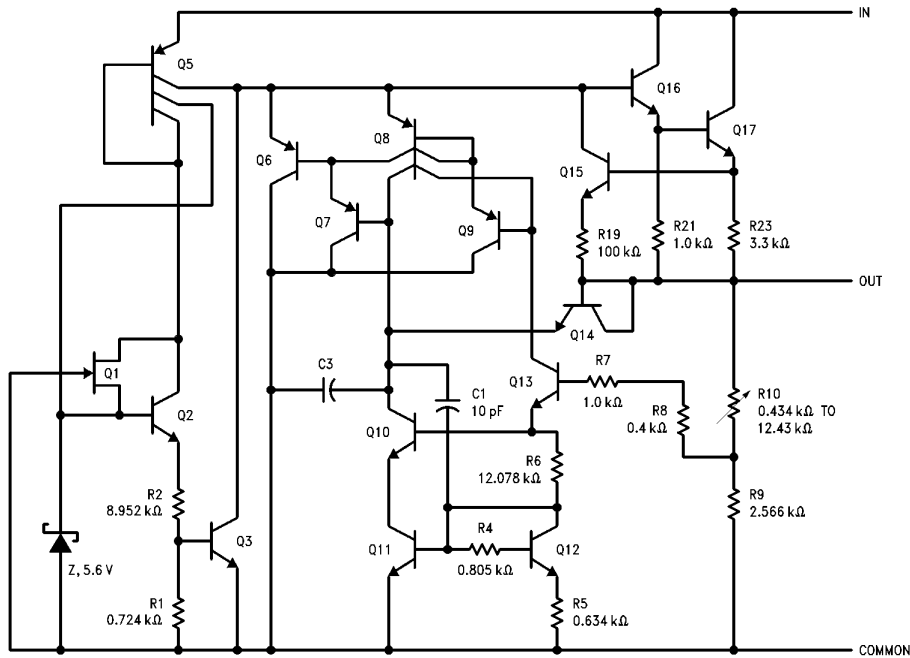 IN
Q5
Q16
Q17
Q6
Q8
Q15
Q7
Q9
R19
100 kΩ
R21
1.0 kΩ
R23
3.3 kΩ
OUT
Q14
Q1
C3
C1
10 pF
Q13
R7
1.0 kΩ
R8
0.4 kΩ
R10
0.434 kΩ TO
12.43 kΩ
Q2
Q10
R6
12.078 kΩ
R2
8.952 kΩ
R9
2.566 kΩ
Q3
Q11
R4
0.805 kΩ
Q12
Z, 5.6 V
R1
0.724 kΩ
R5
0.634 kΩ
COMMON